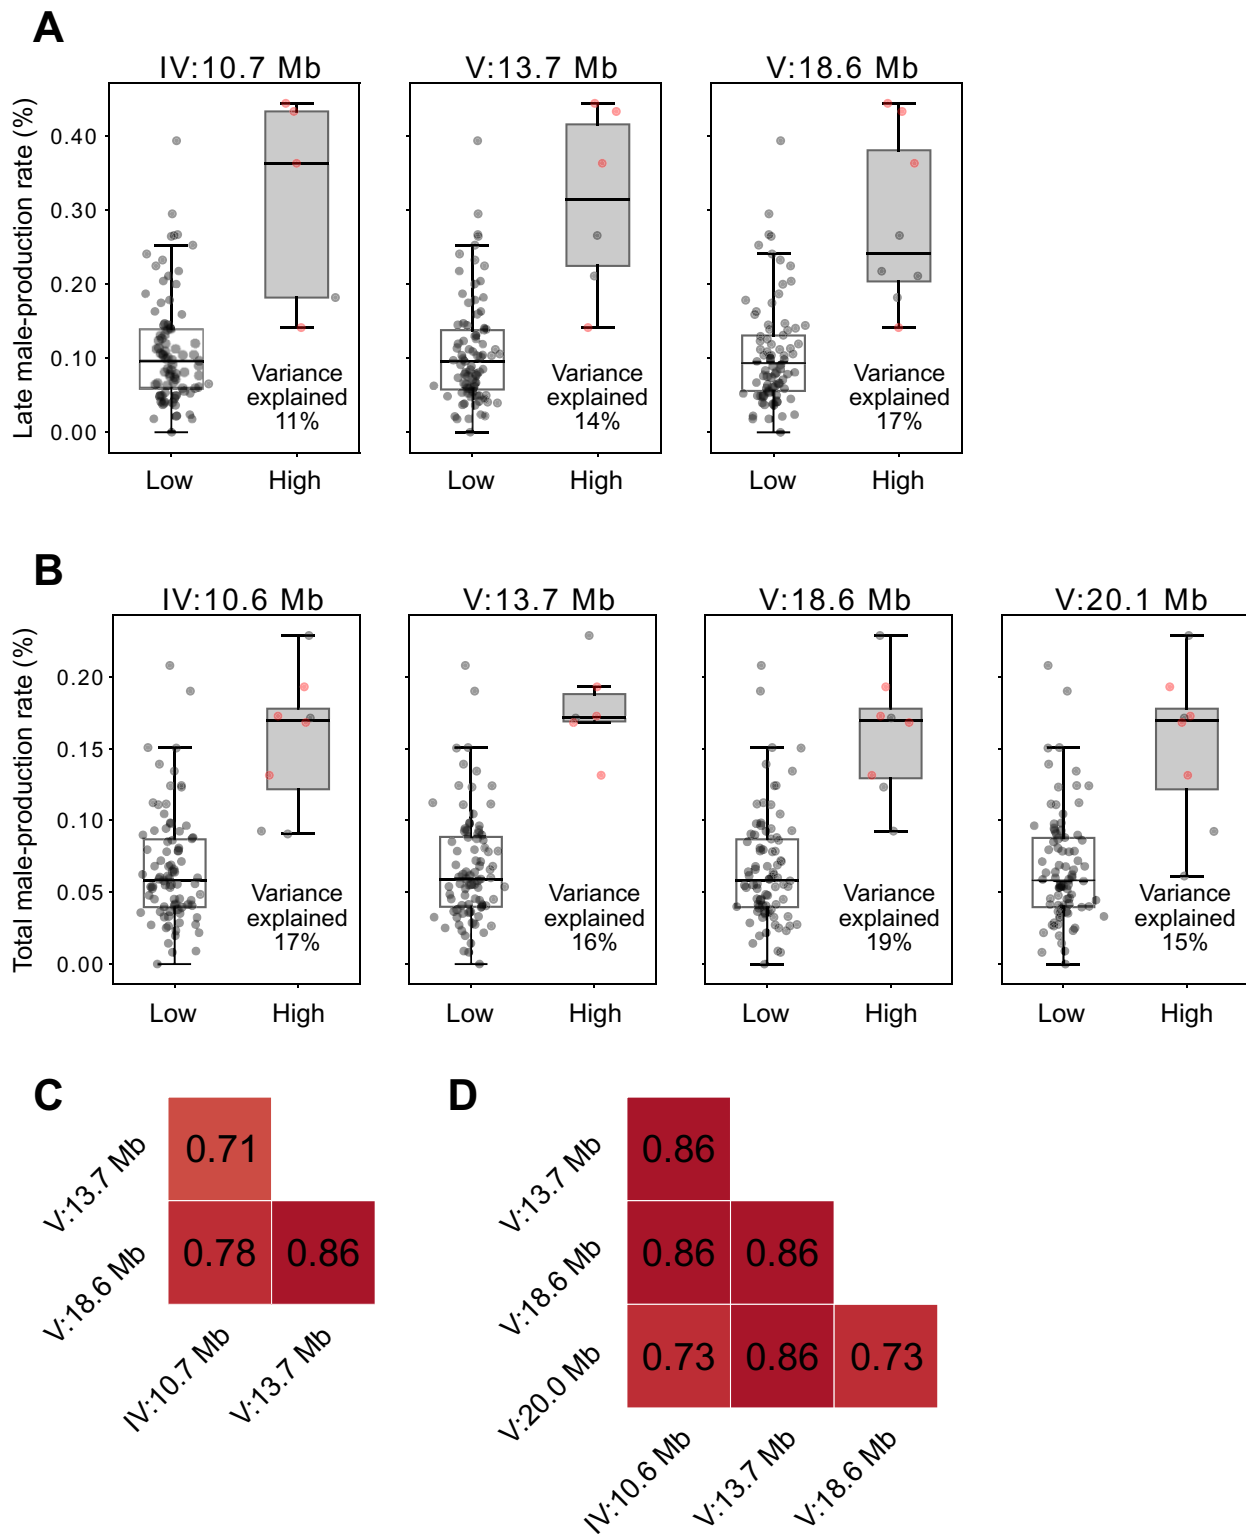 A
IV:10.7 Mb
V:13.7 Mb
V:18.6 Mb
Late male-production rate (%)
0.40
0.30
0.20
0.10
0.00
Variance
explained
11%
Variance
explained
14%
Variance
explained
17%
Low
High
Low
High
Low
High
B
IV:10.6 Mb
V:13.7 Mb
V:18.6 Mb
V:20.1 Mb
Total male-production rate (%)
0.20
0.15
0.10
0.05
0.00
Variance
explained
17%
Variance
explained
16%
Variance
explained
19%
Variance
explained
15%
Low
High
Low
High
Low
High
Low
High
C
V:13.7 Mb
0.71
V:18.6 Mb
0.78
0.86
IV:10.7 Mb
V:13.7 Mb
D
V:13.7 Mb
0.86
V:18.6 Mb
0.86
0.86
V:20.0 Mb
0.73
0.86
0.73
IV:10.6 Mb
V:13.7 Mb
V:18.6 Mb